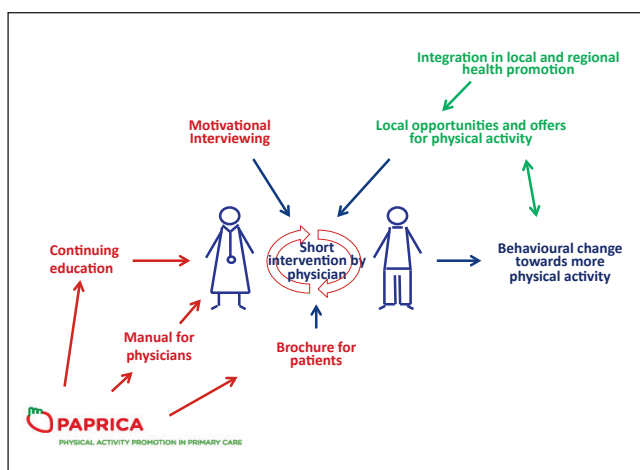 Integration in local and regional
health promotion
Motivational
Interviewing
Local opportunities and offers
for physical activity
Continuing
education
Short
intervention by
physician
Behavioural change
towards more
physical activity
Manual for
physicians
Brochure for
patients
PAPRICA
PHYSICAL ACTIVITY PROMOTION IN PRIMARY CARE